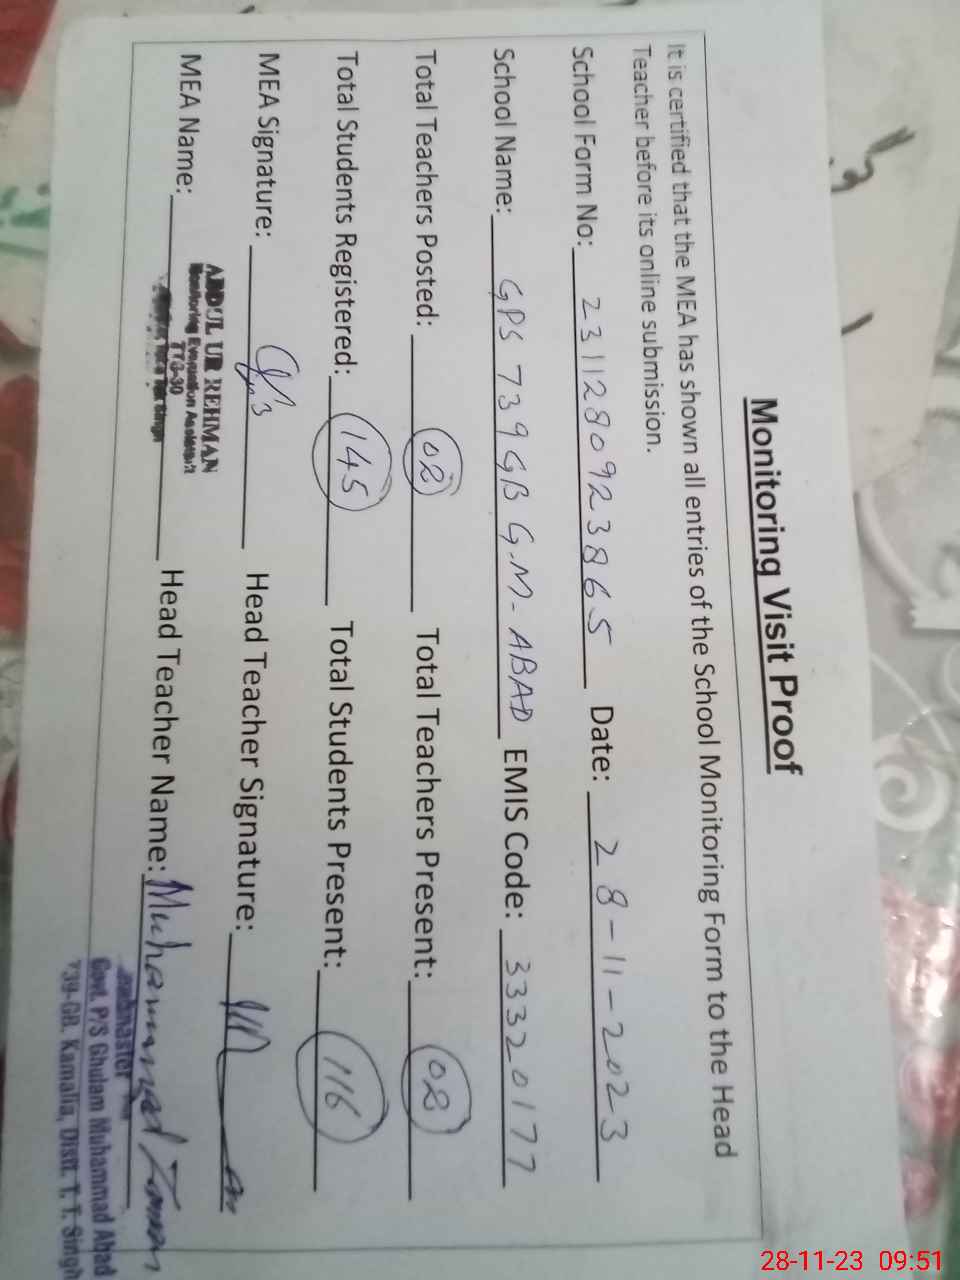 Monitoring Visit Proof
It is certified that the MEA has shown all entries of the School Monitoring Form to the Head
Teacher before its online submission.
School Form No: 23112809238665 Date: 28-11-2023
School Name: GPS 739 GB G.M-ABAD EMIS Code: 33320177
Total Teachers Posted: 02 Total Teachers Present: 02
Total Students Registered: 145 Total Students Present: 116
MEA Signature: Head Teacher Signature:
ABDUL UR REHMAN
Monitoring Evaluation Assistant
TTG-30
MEA Name: Head Teacher Name: Muhammad
Govt. P/S Ghulam Muhammad Abad
739-GB, Kamalia, Distt. T. T. Singh
28-11-23 09:51